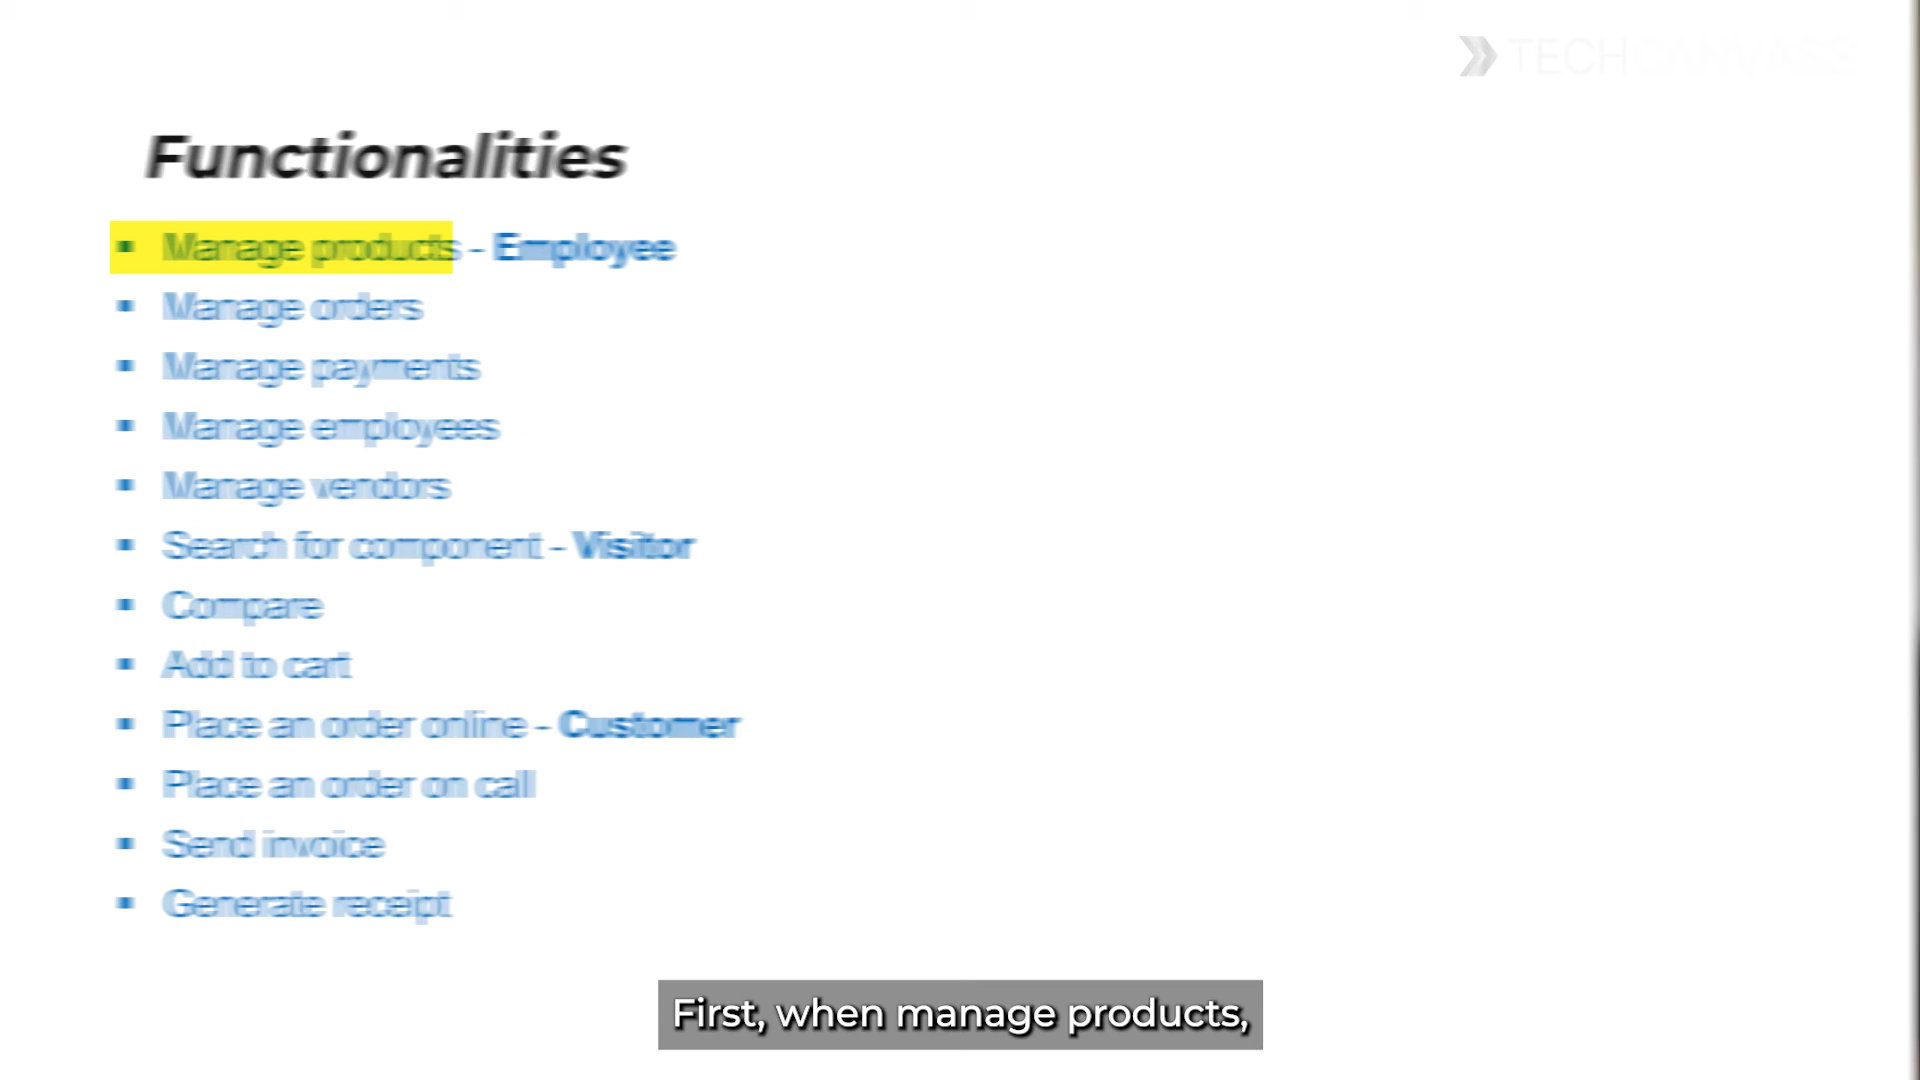 TECHCANVASS
Functionalities
▪ Manage products - Employee
▪ Manage orders
▪ Manage payments
▪ Manage employees
▪ Manage vendors
▪ Search for component - Visitor
▪ Compare
▪ Add to cart
▪ Place an order online - Customer
▪ Place an order on call
▪ Send invoice
▪ Generate receipt
First, when manage products,